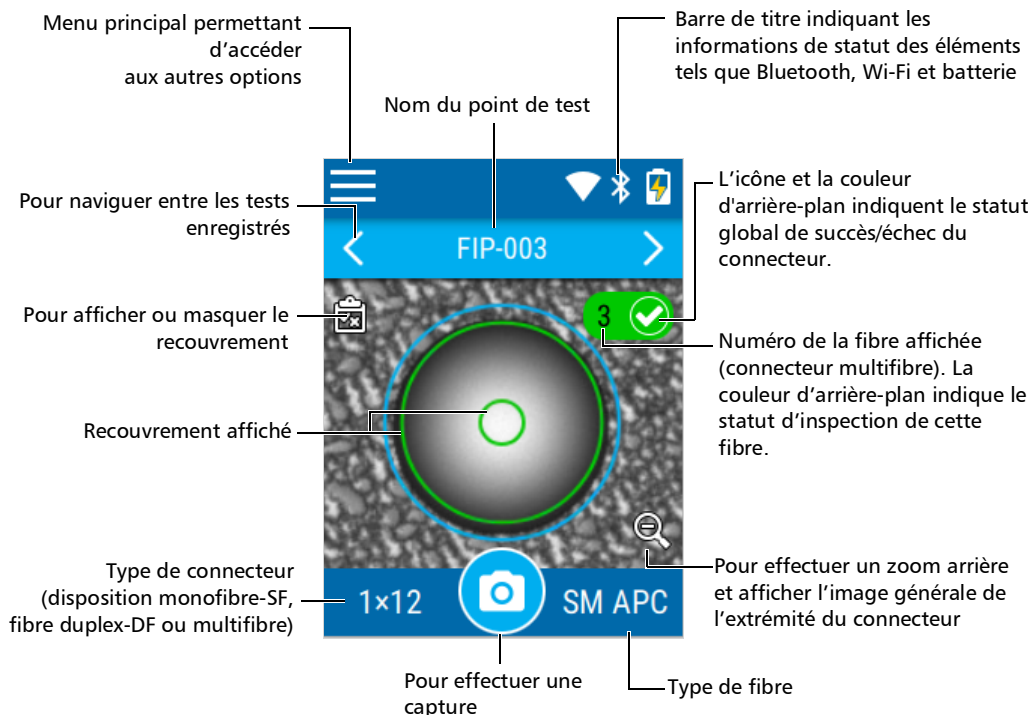 Menu principal permettant
d'accéder
aux autres options
Barre de titre indiquant les
informations de statut des éléments
tels que Bluetooth, Wi-Fi et batterie
Nom du point de test
Pour naviguer entre les tests
enregistrés
FIP-003
L'icône et la couleur
d'arrière-plan indiquent le statut
global de succès/échec du
connecteur.
Pour afficher ou masquer le
recouvrement
3
Numéro de la fibre affichée
(connecteur multifibre). La
couleur d'arrière-plan indique le
statut d'inspection de cette
fibre.
Recouvrement affiché
Type de connecteur
(disposition monofibre-SF,
fibre duplex-DF ou multifibre)
1×12
SM APC
Pour effectuer un zoom arrière
et afficher l'image générale de
l'extrémité du connecteur
Pour effectuer une
capture
Type de fibre